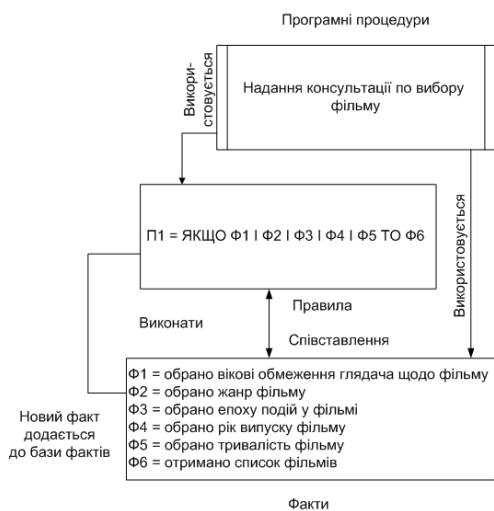 Програмні процедури
Викори-
стовується
Надання консультації по вибору
фільму
Використовується
П1 = ЯКЩО Ф1 І Ф2 І Ф3 І Ф4 І Ф5 ТО Ф6
Правила
Виконати
Співставлення
Ф1 = обрано вікові обмеження глядача щодо фільму
Ф2 = обрано жанр фільму
Ф3 = обрано епоху подій у фільмі
Ф4 = обрано рік випуску фільму
Ф5 = обрано тривалість фільму
Ф6 = отримано список фільмів
Новий факт
додається
до бази фактів
Факти